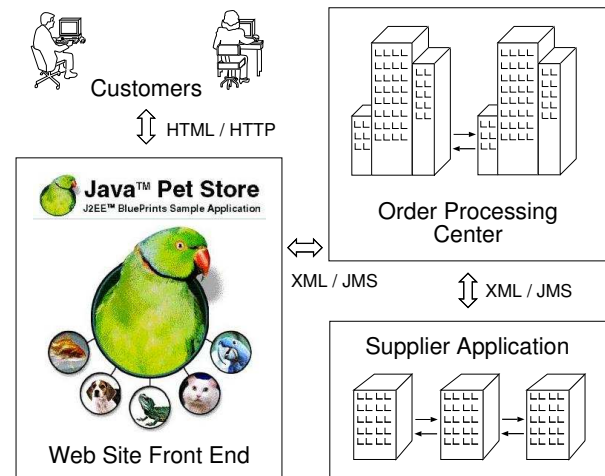 Customers
HTML / HTTP
Java™ Pet Store
J2EE™ BluePrints Sample Application
Web Site Front End
XML / JMS
Order Processing
Center
XML / JMS
Supplier Application